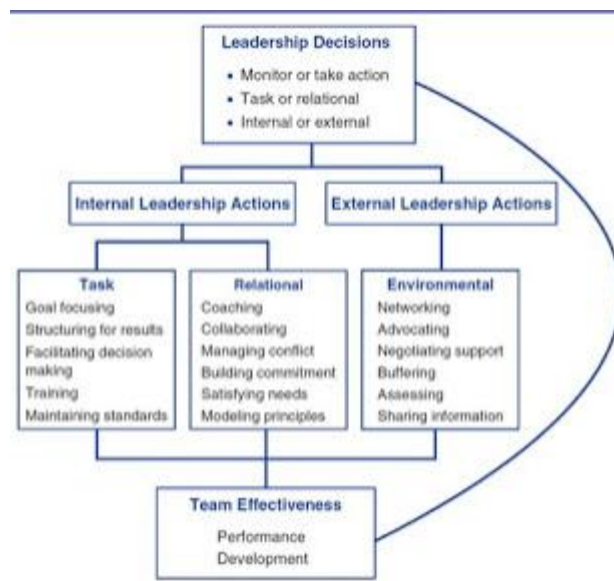 Leadership Decisions
• Monitor or take action
• Task or relational
• Internal or external
Internal Leadership Actions
External Leadership Actions
Task
Goal focusing
Structuring for results
Facilitating decision
making
Training
Maintaining standards
Relational
Coaching
Collaborating
Managing conflict
Building commitment
Satisfying needs
Modeling principles
Environmental
Networking
Advocating
Negotiating support
Buffering
Assessing
Sharing information
Team Effectiveness
Performance
Development